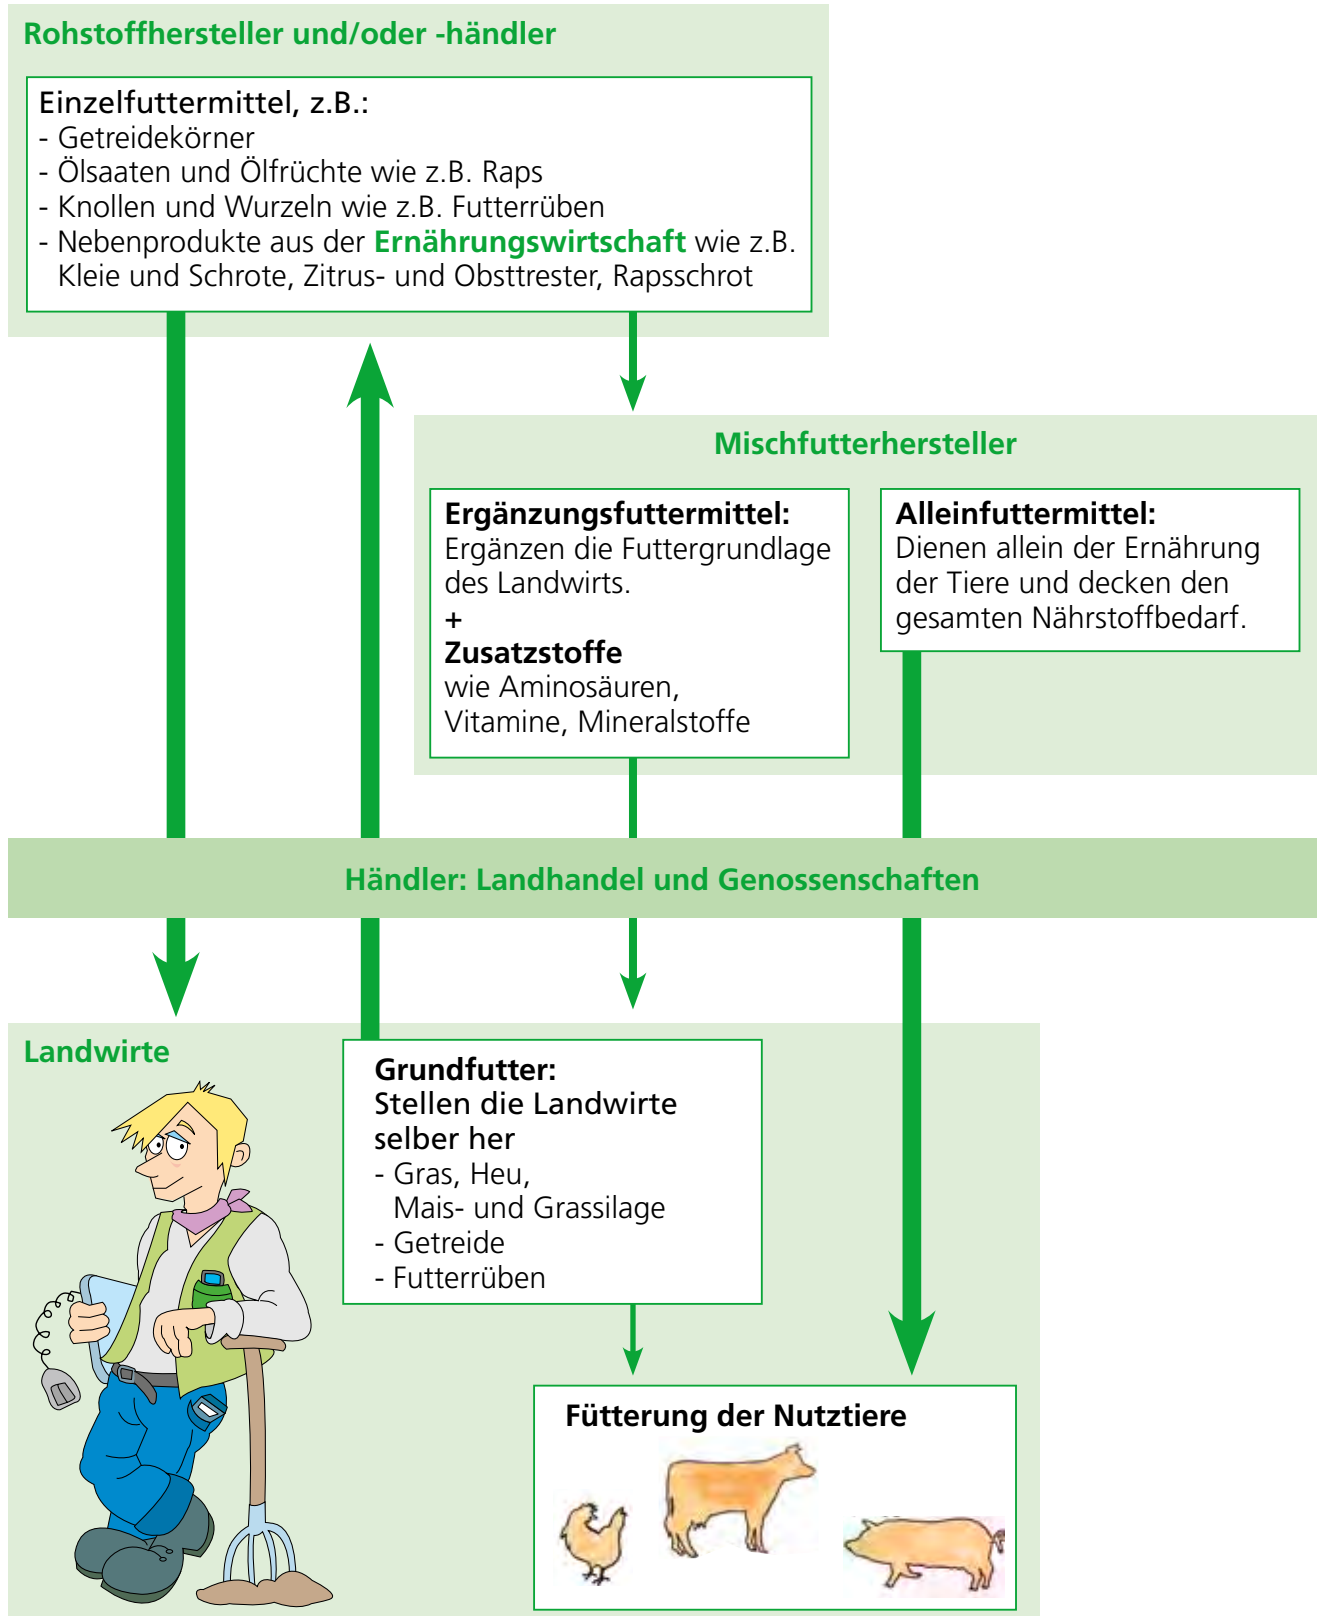 Rohstoffhersteller und/oder -händler
Einzelfuttermittel, z.B.:
- Getreidekörner
- Ölsaaten und Ölfrüchte wie z.B. Raps
- Knollen und Wurzeln wie z.B. Futterrüben
- Nebenprodukte aus der Ernährungswirtschaft wie z.B.
Kleie und Schrote, Zitrus- und Obsttrester, Rapsschrot
Mischfutterhersteller
Ergänzungsfuttermittel:
Ergänzen die Futtergrundlage
des Landwirts.
+
Zusatzstoffe
wie Aminosäuren,
Vitamine, Mineralstoffe
Alleinfuttermittel:
Dienen allein der Ernährung
der Tiere und decken den
gesamten Nährstoffbedarf.
Händler: Landhandel und Genossenschaften
Landwirte
Grundfutter:
Stellen die Landwirte
selber her
- Gras, Heu,
Mais- und Grassilage
- Getreide
- Futterrüben
Fütterung der Nutztiere